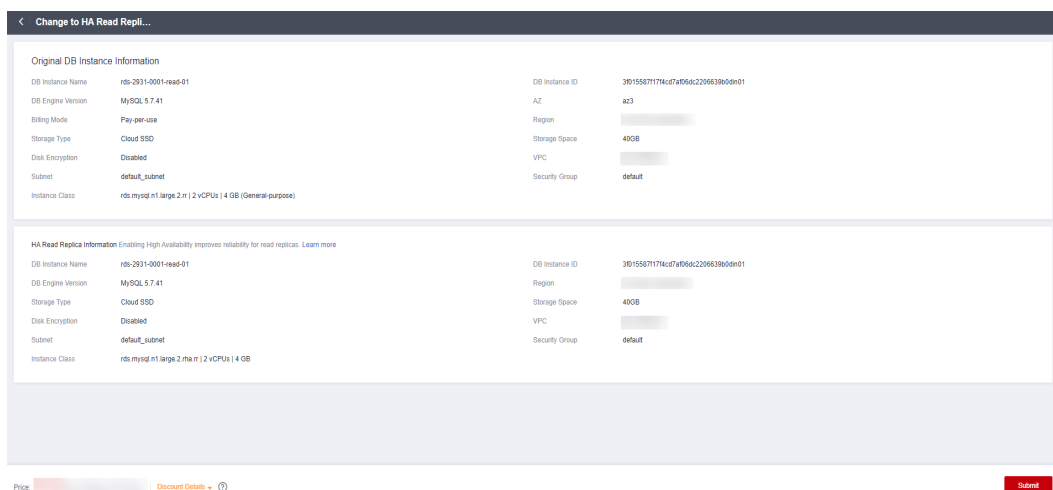 Change to HA Read Repli...
Original DB Instance Information
DB Instance Name rds-2931-0001-read-01 DB Instance ID 3f015587f17f4cd7af06dc2206639b0din01
DB Engine Version MySQL 5.7.41 AZ az3
Billing Mode Pay-per-use Region
Storage Type Cloud SSD Storage Space 40GB
Disk Encryption Disabled VPC
Subnet default_subnet Security Group default
Instance Class rds.mysql.n1.large.2.rr | 2 vCPUs | 4 GB (General-purpose)
HA Read Replica Information Enabling High Availability improves reliability for read replicas. Learn more
DB Instance Name rds-2931-0001-read-01 DB Instance ID 3f015587f17f4cd7af06dc2206639b0din01
DB Engine Version MySQL 5.7.41 Region
Storage Type Cloud SSD Storage Space 40GB
Disk Encryption Disabled VPC
Subnet default_subnet Security Group default
Instance Class rds.mysql.n1.large.2.rha.rr | 2 vCPUs | 4 GB
Price: Discount Details ? Submit